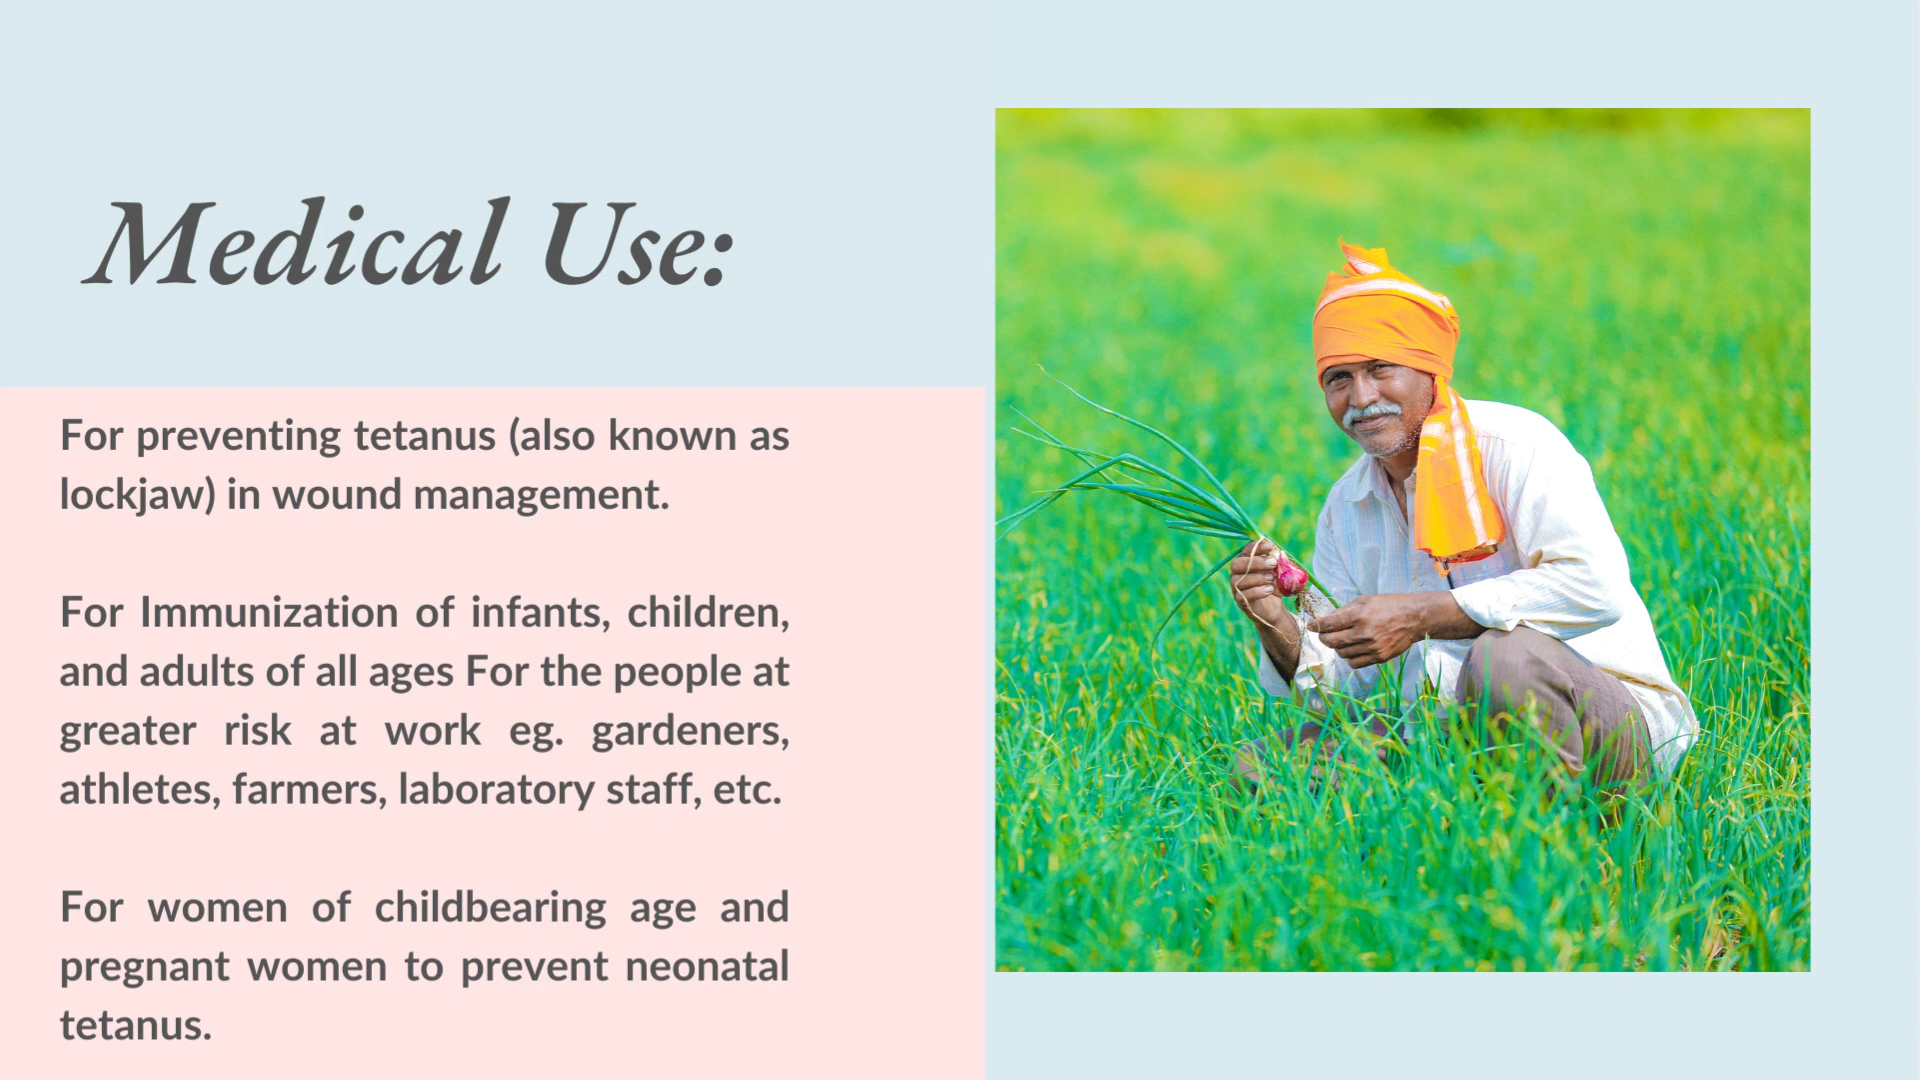 Medical Use:
For preventing tetanus (also known as
lockjaw) in wound management.
For Immunization of infants, children,
and adults of all ages For the people at
greater risk at work eg. gardeners,
athletes, farmers, laboratory staff, etc.
For women of childbearing age and
pregnant women to prevent neonatal
tetanus.